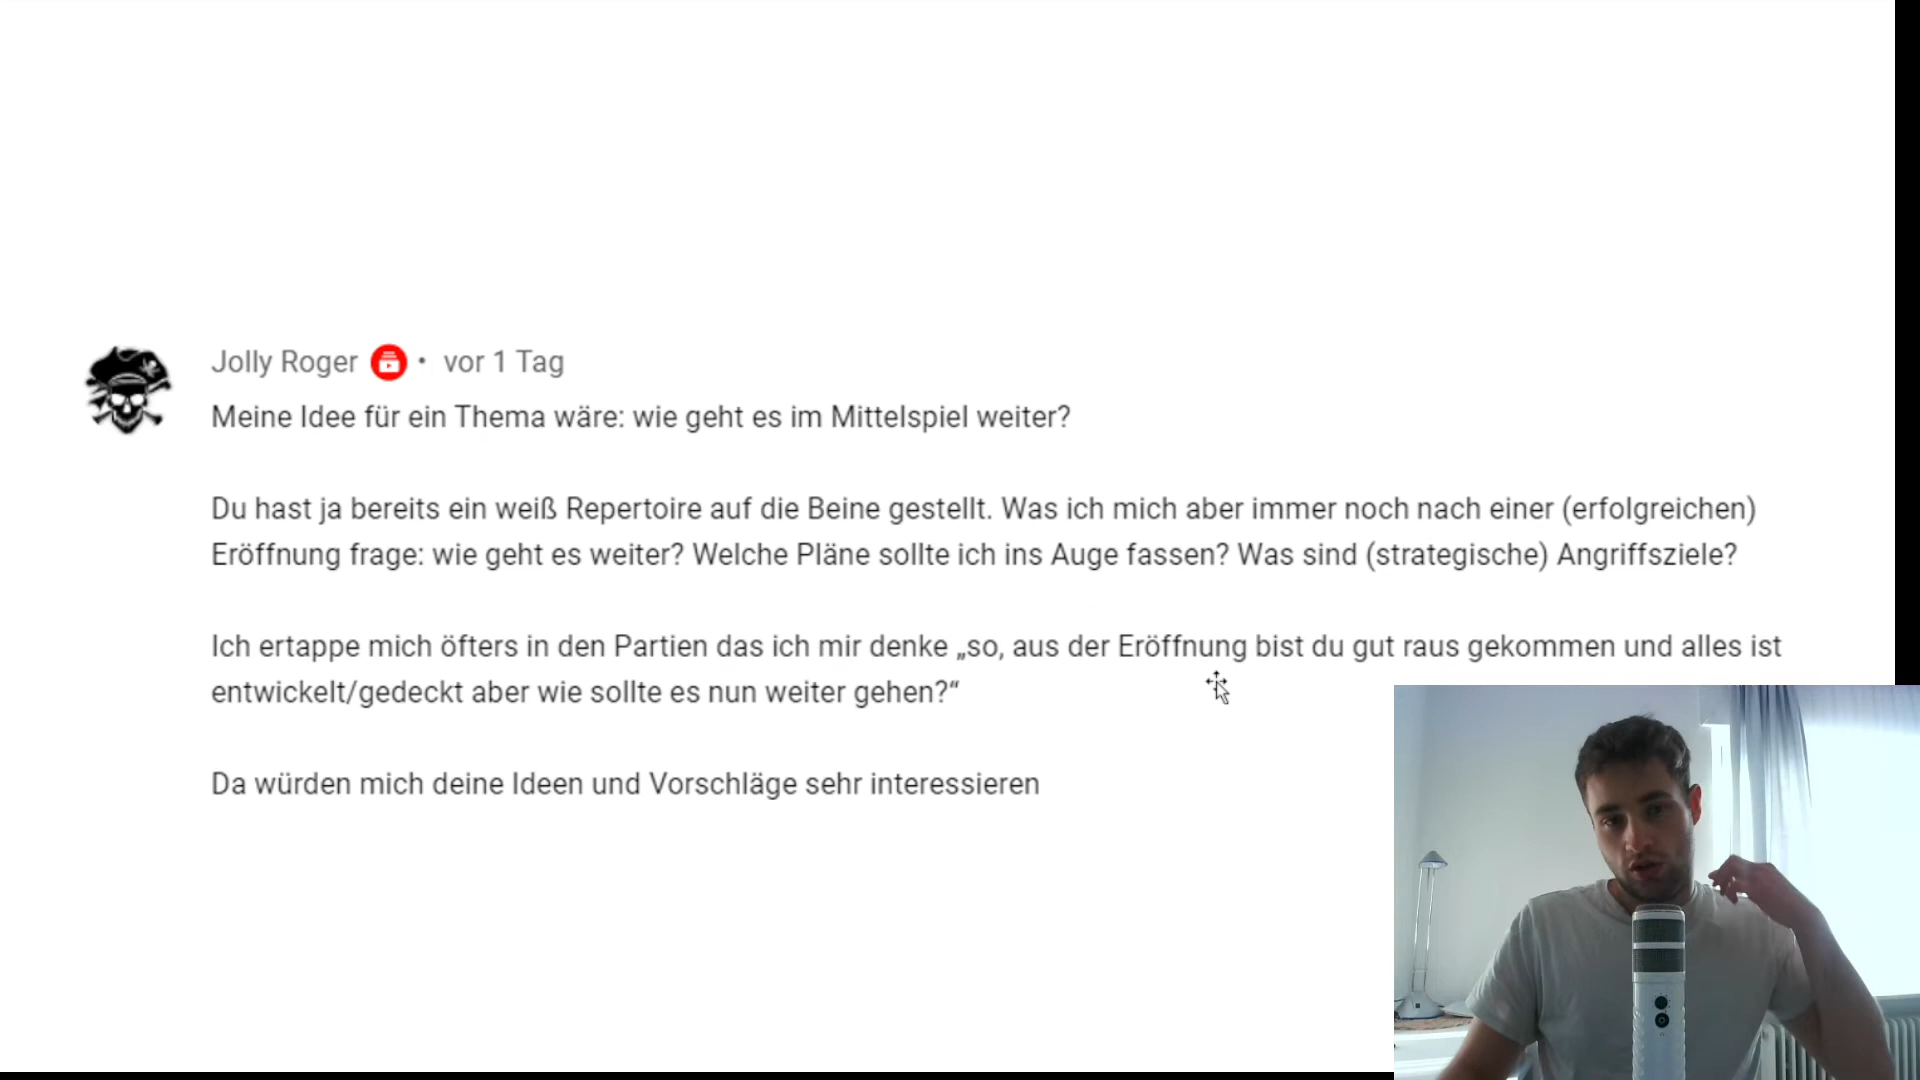 Jolly Roger • vor 1 Tag
Meine Idee für ein Thema wäre: wie geht es im Mittelspiel weiter?
Du hast ja bereits ein weiß Repertoire auf die Beine gestellt. Was ich mich aber immer noch nach einer (erfolgreichen)
Eröffnung frage: wie geht es weiter? Welche Pläne sollte ich ins Auge fassen? Was sind (strategische) Angriffsziele?
Ich ertappe mich öfters in den Partien das ich mir denke „so, aus der Eröffnung bist du gut raus gekommen und alles ist
entwickelt/gedeckt aber wie sollte es nun weiter gehen?“
Da würden mich deine Ideen und Vorschläge sehr interessieren